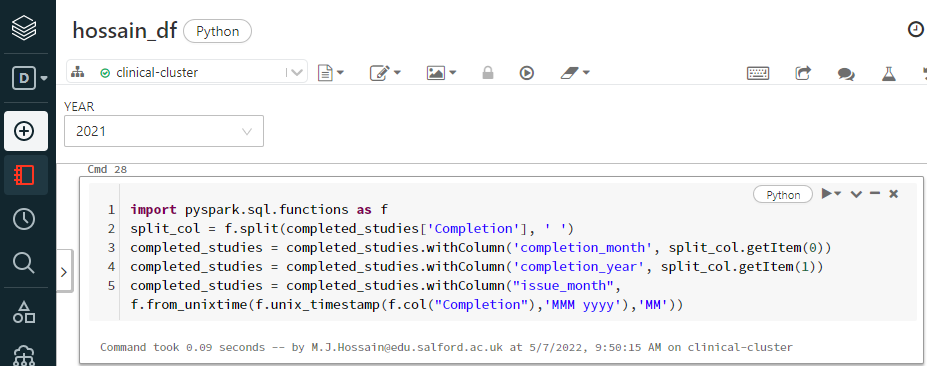 hossain_df Python
D
clinical-cluster
YEAR
2021
Cmd 28
Python
1 import pyspark.sql.functions as f
2 split_col = f.split(completed_studies['Completion'], ' ')
3 completed_studies = completed_studies.withColumn('completion_month', split_col.getItem(0))
4 completed_studies = completed_studies.withColumn('completion_year', split_col.getItem(1))
5 completed_studies = completed_studies.withColumn("issue_month",
f.from_unixtime(f.unix_timestamp(f.col("Completion"),'MMM yyyy'),'MM'))
Command took 0.09 seconds -- by M.J.Hossain@edu.salford.ac.uk at 5/7/2022, 9:50:15 AM on clinical-cluster